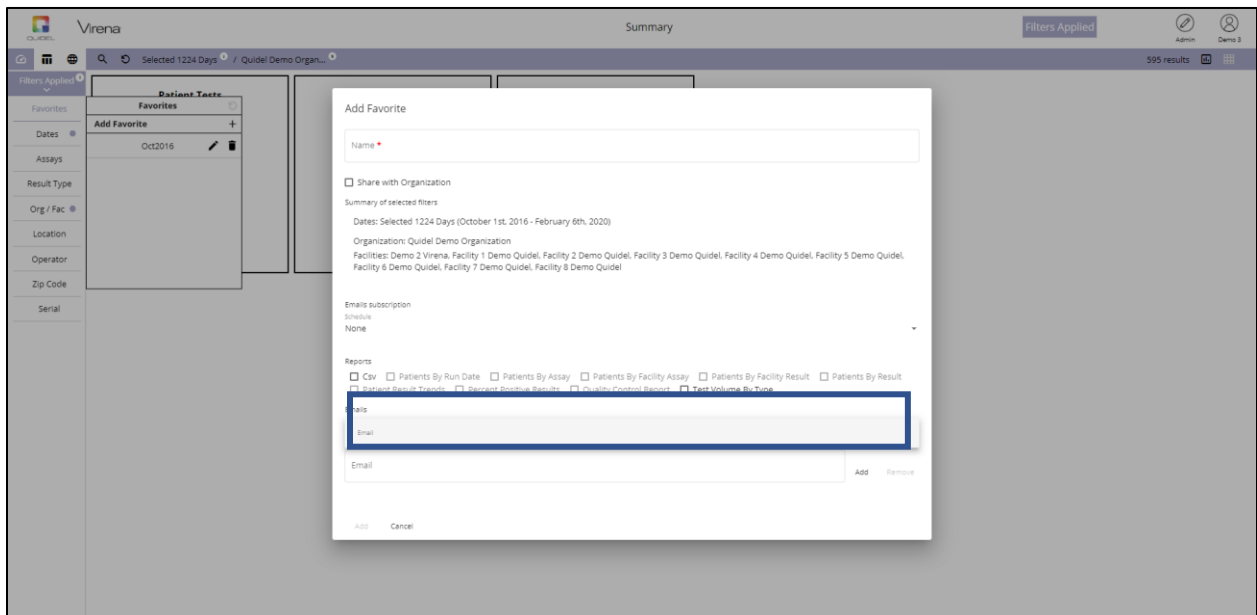 QUIDEL
Virena
Summary
Filters Applied
Admin
Demo 3
Selected 1224 Days / Quidel Demo Organ...
595 results
Filters Applied
Favorites
Dates
Assays
Result Type
Org / Fac
Location
Operator
Zip Code
Serial
Patient Tests
Favorites
Add Favorite +
Oct2016
Add Favorite
Name *
Share with Organization
Summary of selected filters
Dates: Selected 1224 Days (October 1st, 2016 - February 6th, 2020)
Organization: Quidel Demo Organization
Facilities: Demo 2 Virena, Facility 1 Demo Quidel, Facility 2 Demo Quidel, Facility 3 Demo Quidel, Facility 4 Demo Quidel, Facility 5 Demo Quidel,
Facility 6 Demo Quidel, Facility 7 Demo Quidel, Facility 8 Demo Quidel
Emails subscription
Schedule
None
Reports
Csv Patients By Run Date Patients By Assay Patients By Facility Assay Patients By Facility Result Patients By Result
Patient Result Trends Percent Positive Results Quality Control Report Test Volume By Type
Emails
Email
Email
Add Remove
Add Cancel